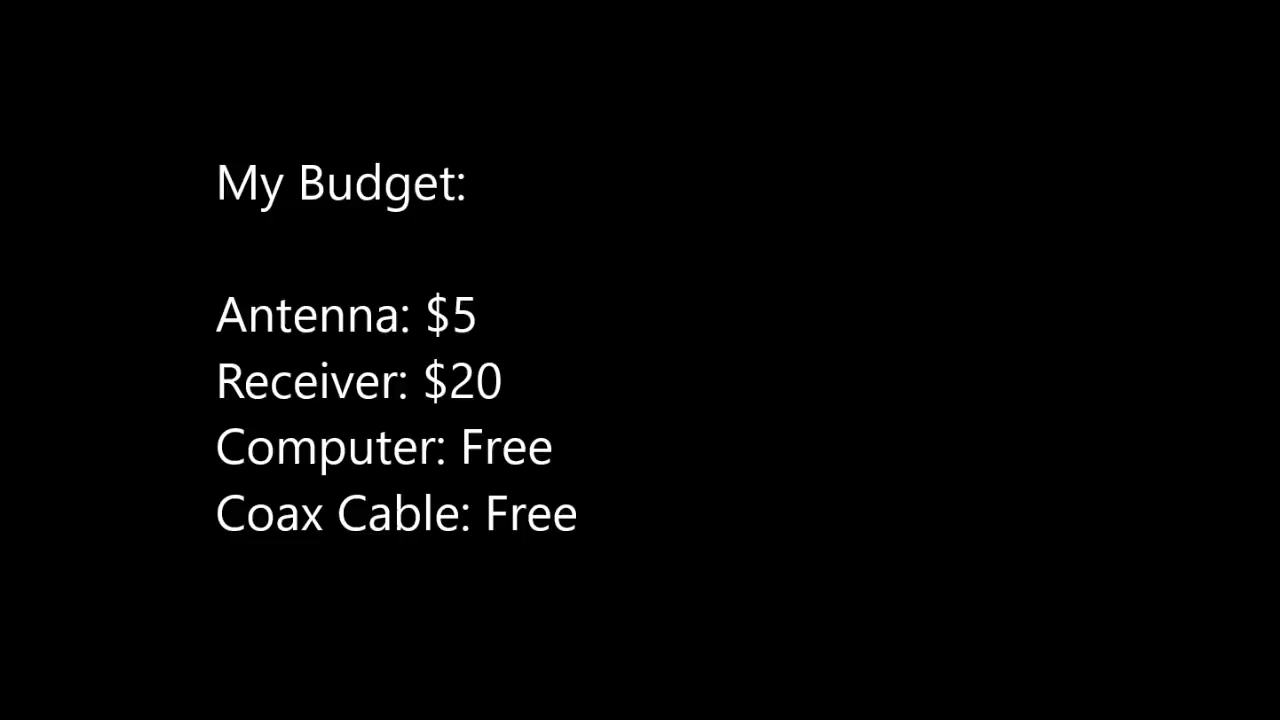 My Budget:
Antenna: $5
Receiver: $20
Computer: Free
Coax Cable: Free